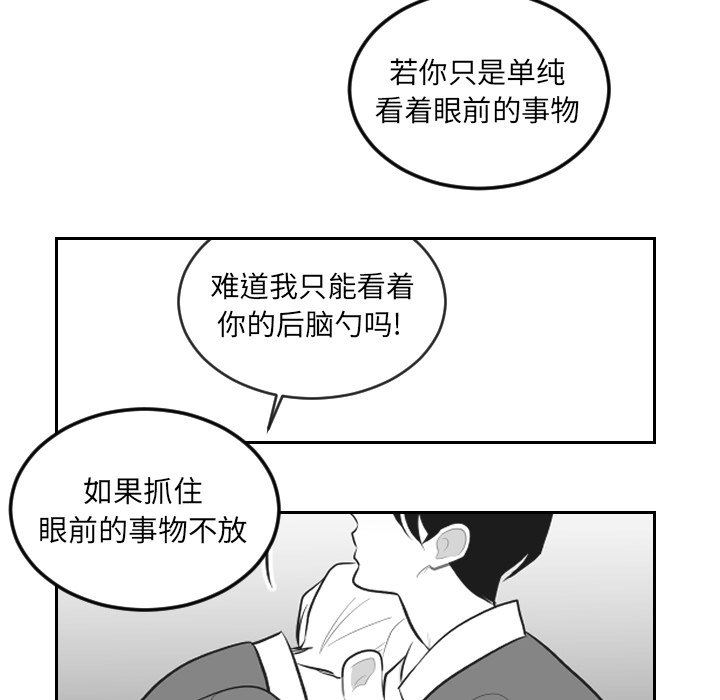 若你只是单纯
看着眼前的事物
难道我只能看着
你的后脑勺吗!
如果抓住
眼前的事物不放